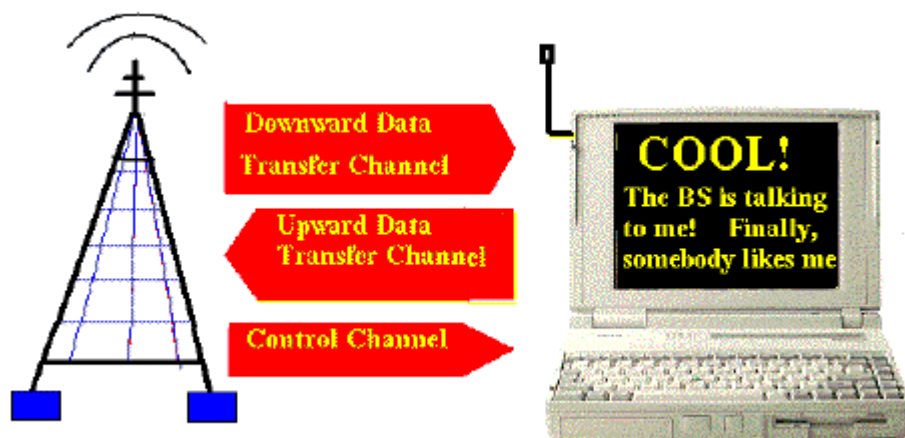 Downward Data
Transfer Channel
Upward Data
Transfer Channel
Control Channel
COOL!
The BS is talking
to me! Finally,
somebody likes me